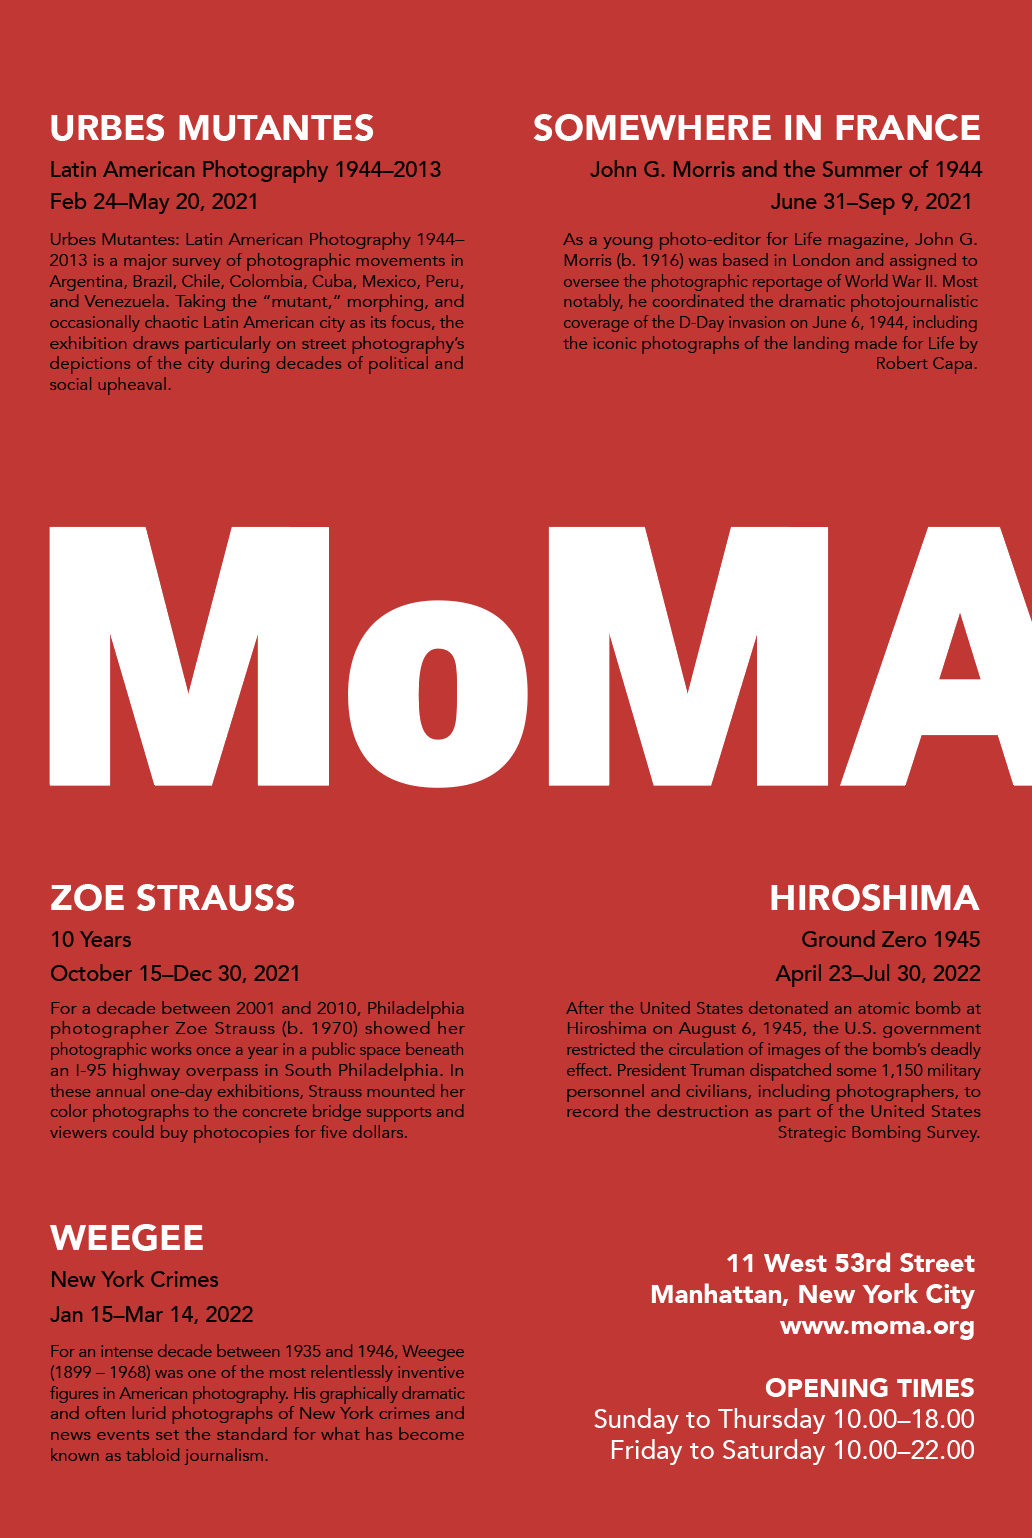 URBES MUTANTES
Latin American Photography 1944–2013
Feb 24–May 20, 2021
Urbes Mutantes: Latin American Photography 1944–
2013 is a major survey of photographic movements in
Argentina, Brazil, Chile, Colombia, Cuba, Mexico, Peru,
and Venezuela. Taking the “mutant,” morphing, and
occasionally chaotic Latin American city as its focus, the
exhibition draws particularly on street photography’s
depictions of the city during decades of political and
social upheaval.
SOMEWHERE IN FRANCE
John G. Morris and the Summer of 1944
June 31–Sep 9, 2021
As a young photo-editor for Life magazine, John G.
Morris (b. 1916) was based in London and assigned to
oversee the photographic reportage of World War II. Most
notably, he coordinated the dramatic photojournalistic
coverage of the D-Day invasion on June 6, 1944, including
the iconic photographs of the landing made for Life by
Robert Capa.
MoMA
ZOE STRAUSS
10 Years
October 15–Dec 30, 2021
For a decade between 2001 and 2010, Philadelphia
photographer Zoe Strauss (b. 1970) showed her
photographic works once a year in a public space beneath
an I-95 highway overpass in South Philadelphia. In
these annual one-day exhibitions, Strauss mounted her
color photographs to the concrete bridge supports and
viewers could buy photocopies for five dollars.
HIROSHIMA
Ground Zero 1945
April 23–Jul 30, 2022
After the United States detonated an atomic bomb at
Hiroshima on August 6, 1945, the U.S. government
restricted the circulation of images of the bomb’s deadly
effect. President Truman dispatched some 1,150 military
personnel and civilians, including photographers, to
record the destruction as part of the United States
Strategic Bombing Survey.
WEEGEE
New York Crimes
Jan 15–Mar 14, 2022
For an intense decade between 1935 and 1946, Weegee
(1899 – 1968) was one of the most relentlessly inventive
figures in American photography. His graphically dramatic
and often lurid photographs of New York crimes and
news events set the standard for what has become
known as tabloid journalism.
11 West 53rd Street
Manhattan, New York City
www.moma.org
OPENING TIMES
Sunday to Thursday 10.00–18.00
Friday to Saturday 10.00–22.00